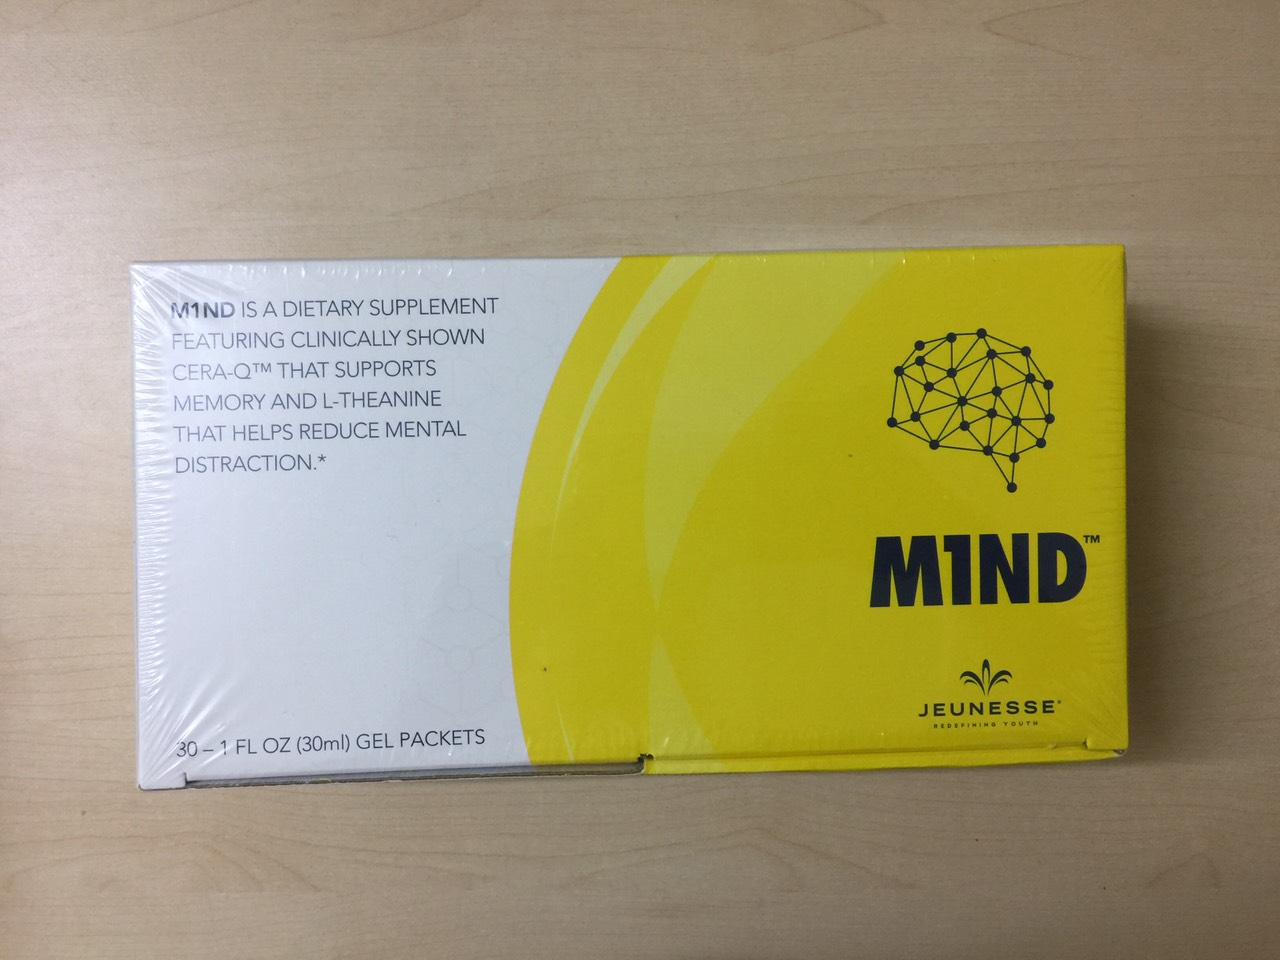 M1ND IS A DIETARY SUPPLEMENT
FEATURING CLINICALLY SHOWN
CERA-Q™ THAT SUPPORTS
MEMORY AND L-THEANINE
THAT HELPS REDUCE MENTAL
DISTRACTION.*
30 – 1 FL OZ (30ml) GEL PACKETS
M1ND™
JEUNESSE®
REDEFINING YOUTH